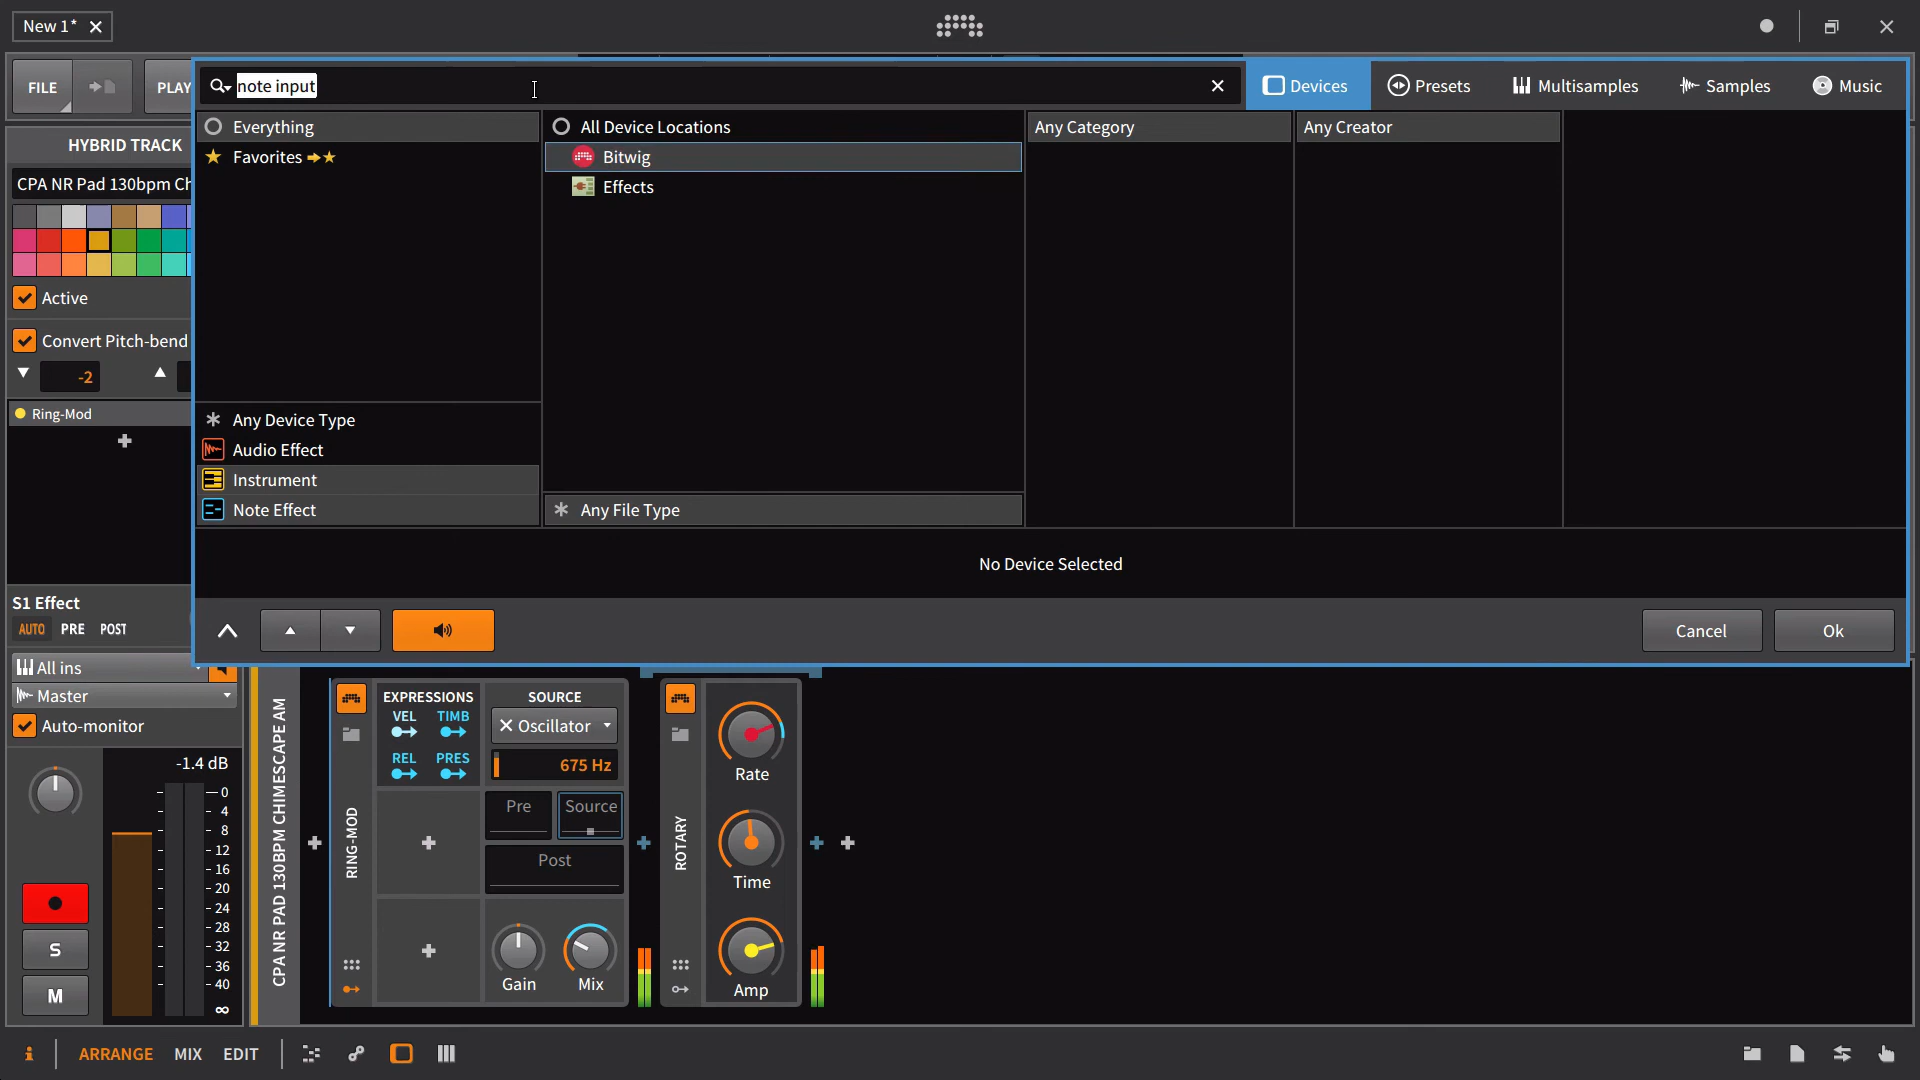 New 1*
FILE
PLAY
note input
Devices
Presets
Multisamples
Samples
Music
HYBRID TRACK
CPA NR Pad 130bpm Ch
Everything
Favorites
All Device Locations
Bitwig
Effects
Any Category
Any Creator
Active
Convert Pitch-bend
-2
Ring-Mod
Any Device Type
Audio Effect
Instrument
Note Effect
Any File Type
No Device Selected
Cancel
Ok
S1 Effect
AUTO PRE POST
All ins
Master
Auto-monitor
-1.4 dB
0
4
8
12
16
20
24
28
32
36
40
∞
S
M
CPA NR PAD 130BPM CHIMESCAPE AM
RING-MOD
EXPRESSIONS
VEL TIMB
REL PRES
SOURCE
Oscillator
675 Hz
Pre Source
Post
Gain Mix
ROTARY
Rate
Time
Amp
ARRANGE MIX EDIT